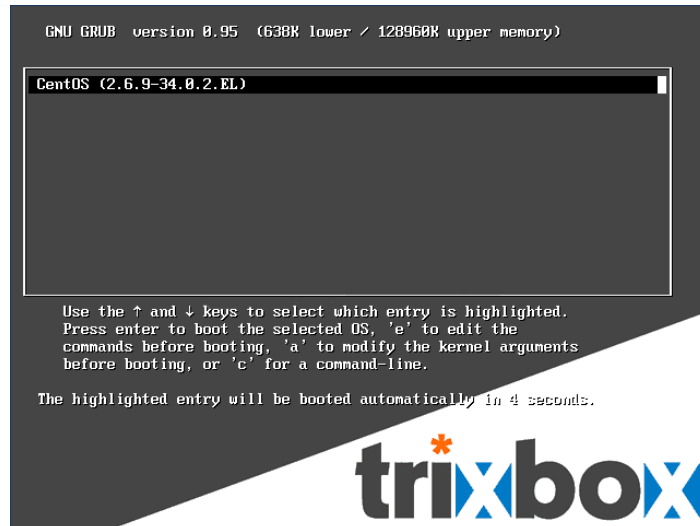 GNU GRUB version 0.95 (638K lower / 128960K upper memory)
CentOS (2.6.9-34.0.2.EL)
Use the ↑ and ↓ keys to select which entry is highlighted.
Press enter to boot the selected OS, 'e' to edit the
commands before booting, 'a' to modify the kernel arguments
before booting, or 'c' for a command-line.
The highlighted entry will be booted automatically in 4 seconds.
trixbox